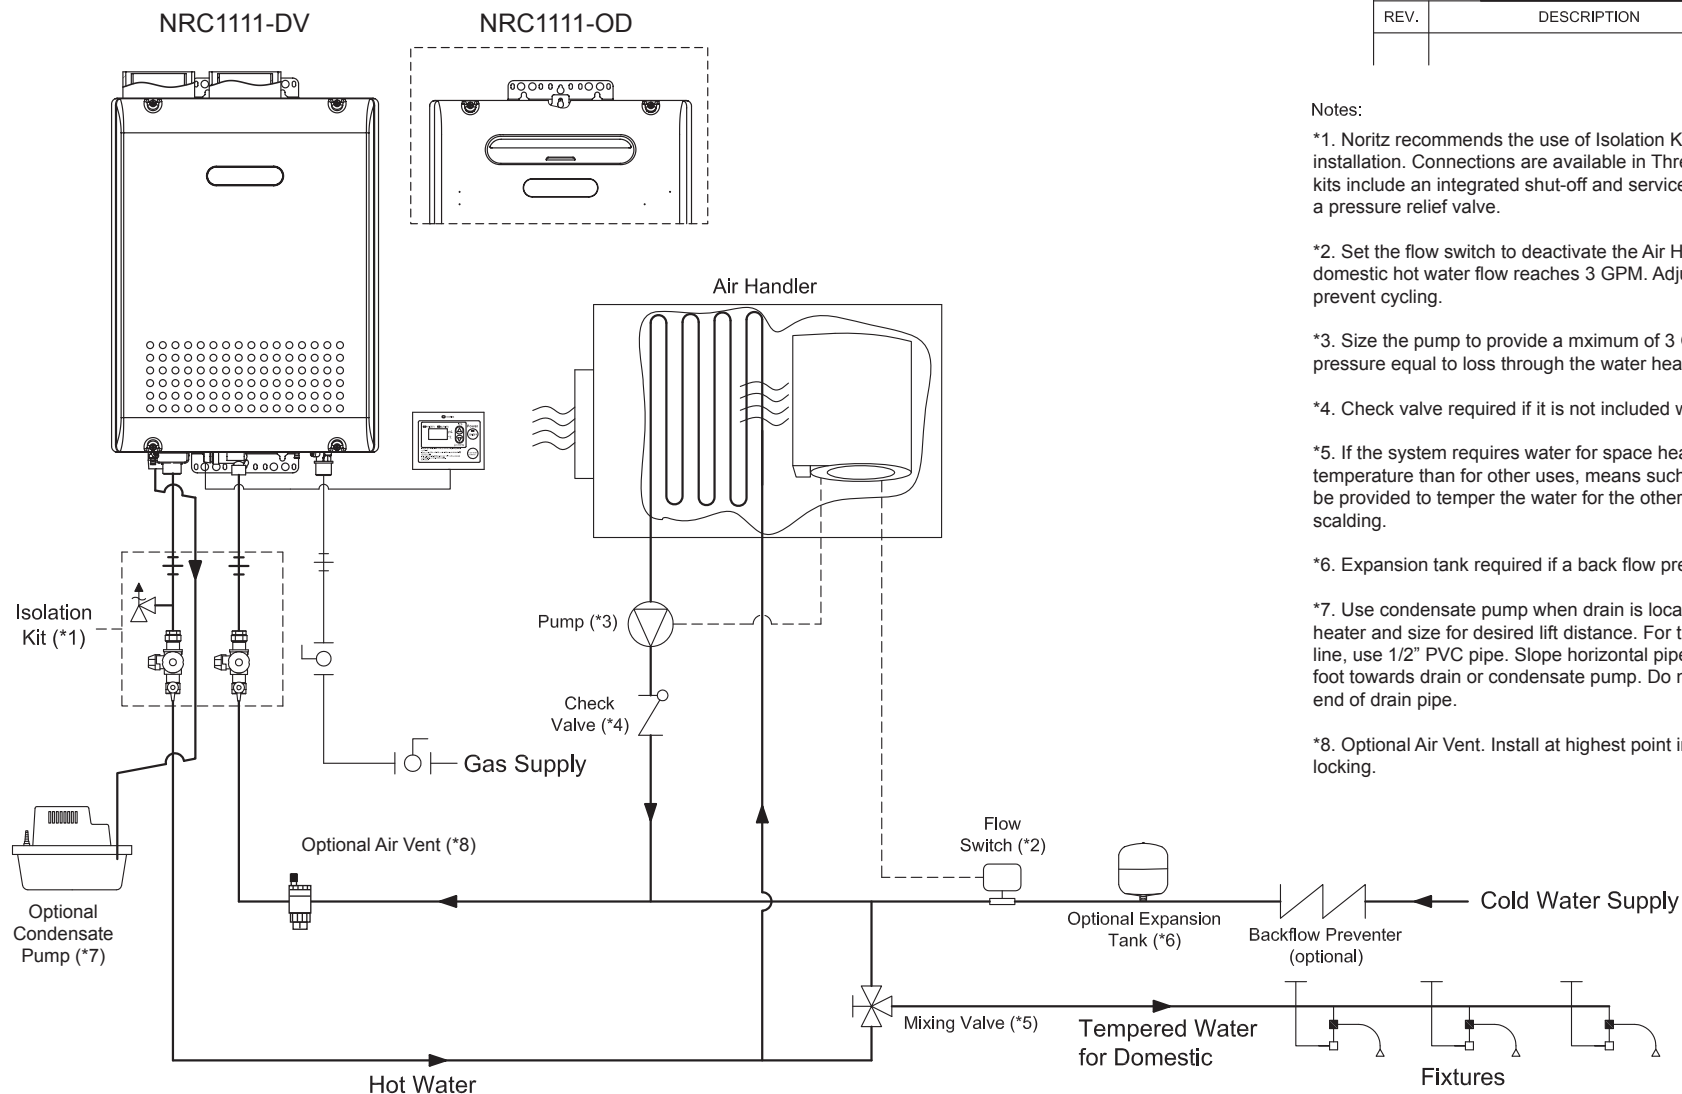 NRC1111-DV
NRC1111-OD
REV.
DESCRIPTION
Notes:
*1. Noritz recommends the use of Isolation K
installation. Connections are available in Thre
kits include an integrated shut-off and service
a pressure relief valve.
*2. Set the flow switch to deactivate the Air H
domestic hot water flow reaches 3 GPM. Adju
prevent cycling.
*3. Size the pump to provide a mximum of 3
pressure equal to loss through the water hea
*4. Check valve required if it is not included w
*5. If the system requires water for space hea
temperature than for other uses, means such
be provided to temper the water for the other
scalding.
*6. Expansion tank required if a back flow pre
*7. Use condensate pump when drain is loca
heater and size for desired lift distance. For t
line, use 1/2” PVC pipe. Slope horizontal pipe
foot towards drain or condensate pump. Do n
end of drain pipe.
*8. Optional Air Vent. Install at highest point i
locking.
Air Handler
Isolation
Kit (*1)
Pump (*3)
Check
Valve (*4)
Gas Supply
Optional Air Vent (*8)
Optional
Condensate
Pump (*7)
Flow
Switch (*2)
Optional Expansion
Tank (*6)
Backflow Preventer
(optional)
Cold Water Supply
Mixing Valve (*5)
Tempered Water
for Domestic
Fixtures
Hot Water